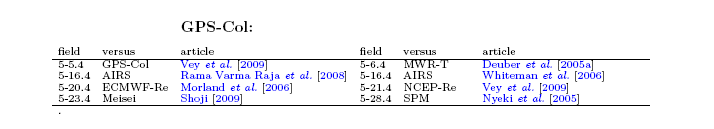 GPS-Col:
field versus article field versus article
5-5.4 GPS-Col Vey et al. [2009] 5-6.4 MWR-T Deuber et al. [2005a]
5-16.4 AIRS Rama Varma Raja et al. [2008] 5-16.4 AIRS Whiteman et al. [2006]
5-20.4 ECMWF-Re Morland et al. [2006] 5-21.4 NCEP-Re Vey et al. [2009]
5-23.4 Meisei Shoji [2009] 5-28.4 SPM Nyeki et al. [2005]
.